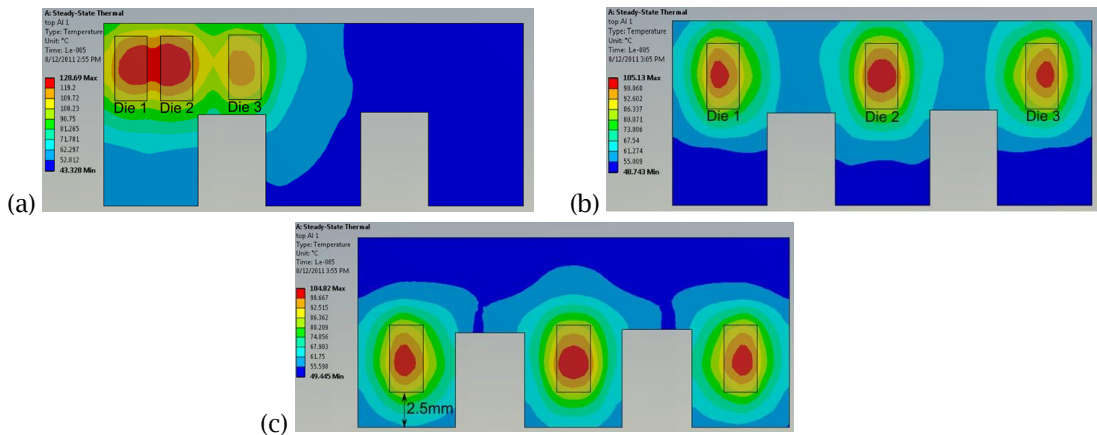 A: Steady-State Thermal
top Al 1
Type: Temperature
Unit: °C
Time: 1.e-005
8/12/2011 2:55 PM
128.69 Max
119.2
109.72
100.23
90.75
81.265
71.781
62.297
52.812
43.328 Min
Die 1
Die 2
Die 3
(a)
A: Steady-State Thermal
top Al 1
Type: Temperature
Unit: °C
Time: 1.e-005
8/12/2011 3:05 PM
105.13 Max
98.868
92.602
86.337
80.071
73.806
67.54
61.274
55.009
48.743 Min
Die 1
Die 2
Die 3
(b)
A: Steady-State Thermal
top Al 1
Type: Temperature
Unit: °C
Time: 1.e-005
8/12/2011 3:55 PM
104.82 Max
98.667
92.515
86.362
80.209
74.056
67.903
61.75
55.598
49.445 Min
2.5mm
(c)